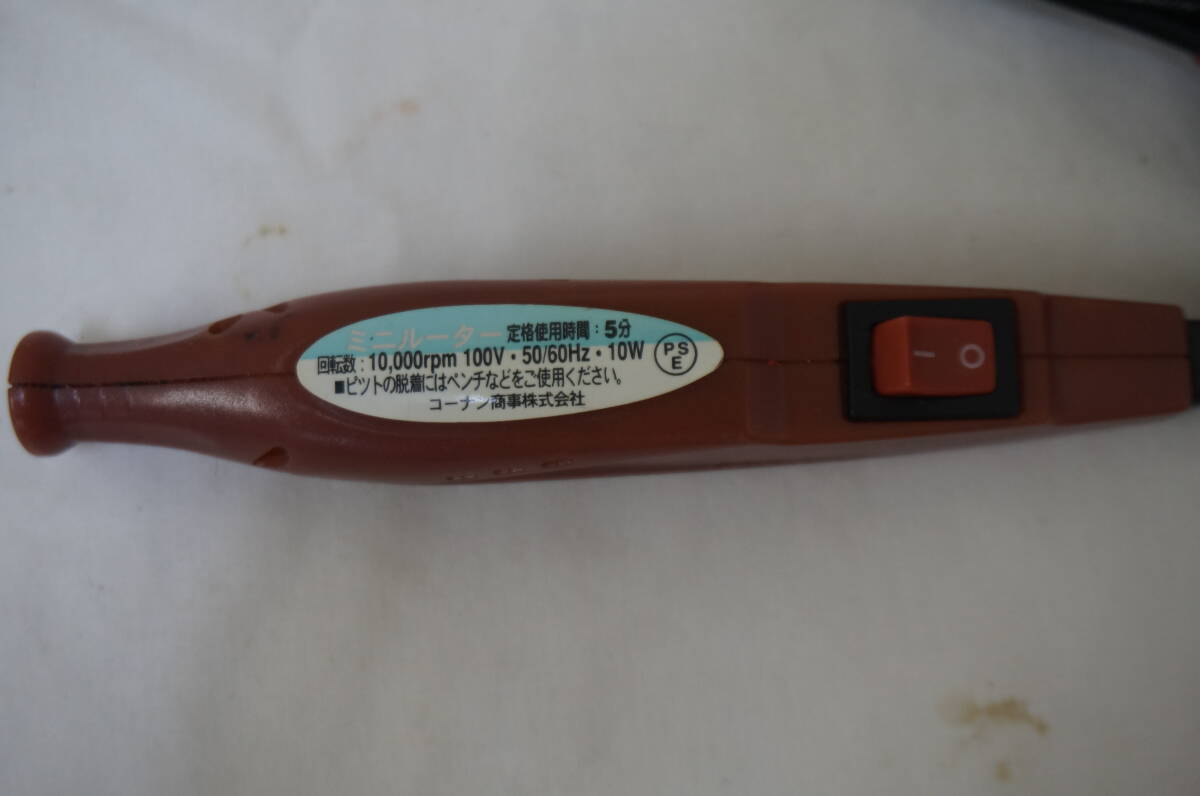 ミニルーター 定格使用時間：5分
回転数：10,000rpm 100V・50/60Hz・10W
PSE
■ビットの脱着にはペンチなどをご使用ください。
コーナン商事株式会社